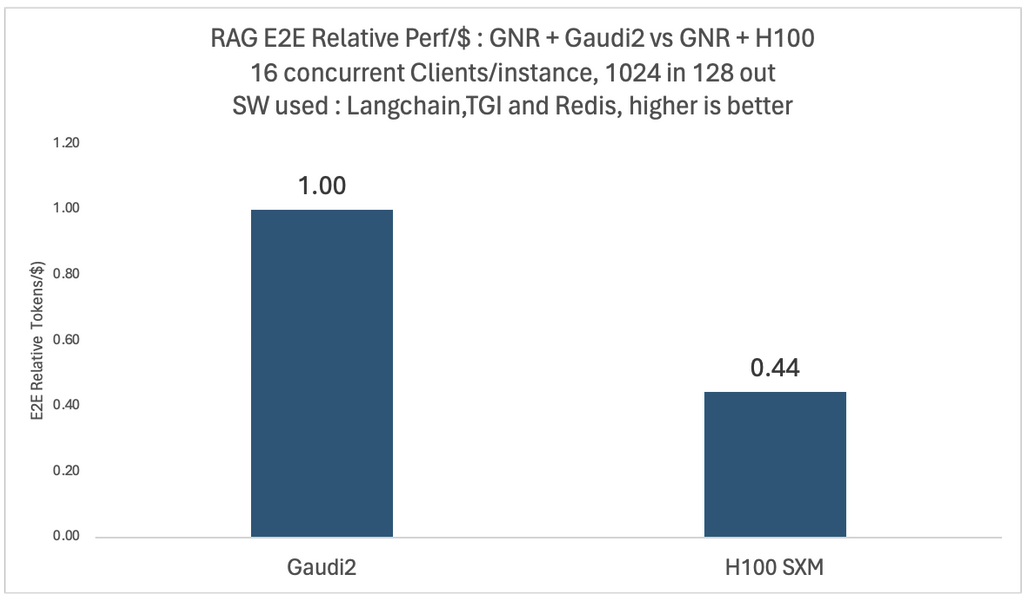 RAG E2E Relative Perf/$ : GNR + Gaudi2 vs GNR + H100
16 concurrent Clients/instance, 1024 in 128 out
SW used : Langchain,TGI and Redis, higher is better
E2E Relative Tokens/$)
1.20
1.00
0.80
0.60
0.40
0.20
0.00
1.00
0.44
Gaudi2
H100 SXM